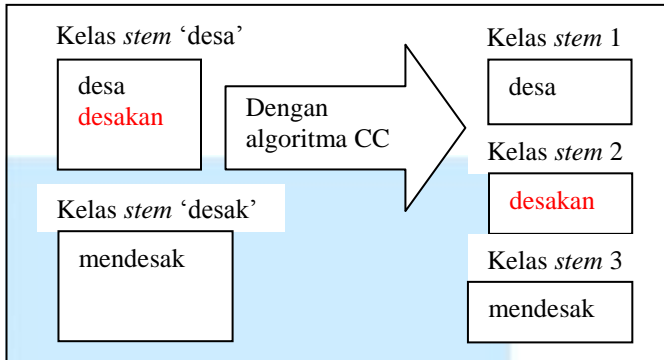 Kelas stem ‘desa’
desa
desakan
Dengan
algoritma CC
Kelas stem 1
desa
Kelas stem 2
desakan
Kelas stem ‘desak’
mendesak
Kelas stem 3
mendesak